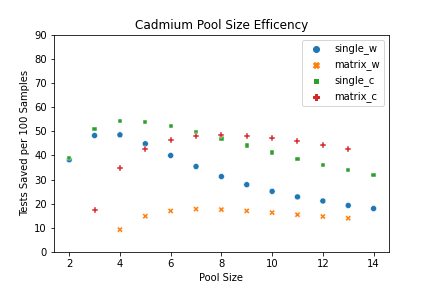 Cadmium Pool Size Efficency
90
80
70
60
50
40
30
20
10
0
Tests Saved per 100 Samples
single_w
matrix_w
single_c
matrix_c
2 4 6 8 10 12 14
Pool Size